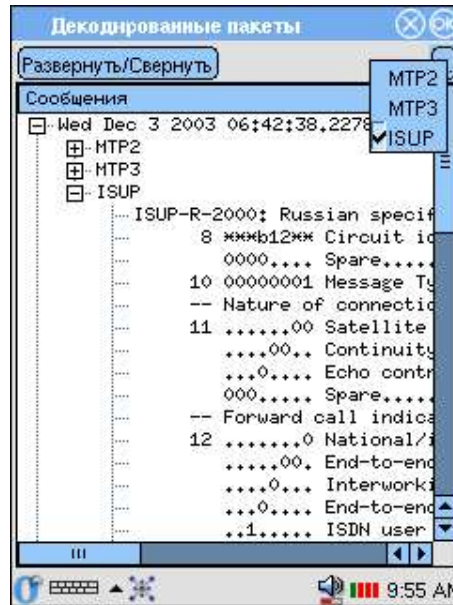 Декодированные пакеты
OK
Развернуть/Свернуть
MTP2
MTP3
ISUP
Сообщения
Wed Dec 3 2003 06:42:38.2278
MTP2
MTP3
ISUP
ISUP-R-2000: Russian specif
8 ***b12** Circuit id
0000.... Spare.....
10 00000001 Message Ty
-- Nature of connectio
11 ......00 Satellite
....00.. Continuity
...0.... Echo contr
000..... Spare.....
-- Forward call indica
12 .......0 National/i
.....00. End-to-end
....0... Interworki
...0.... End-to-end
..1..... ISDN user
9:55 AM